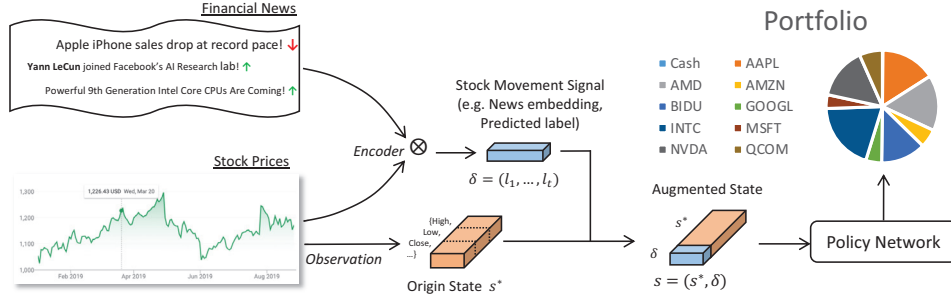 Financial News
Apple iPhone sales drop at record pace!
Yann LeCun joined Facebook's AI Research lab!
Powerful 9th Generation Intel Core CPUs Are Coming!
Stock Prices
1,226.43 USD Wed, Mar 20
1,300
1,200
1,100
1,000
Feb 2019 Apr 2019 Jun 2019 Aug 2019
Encoder
Observation
Stock Movement Signal
(e.g. News embedding,
Predicted label)
δ = (l₁, ..., lₜ)
{High,
Low,
Close,
...}
Origin State s*
Augmented State
s*
δ
s = (s*, δ)
Portfolio
Cash AAPL
AMD AMZN
BIDU GOOGL
INTC MSFT
NVDA QCOM
Policy Network